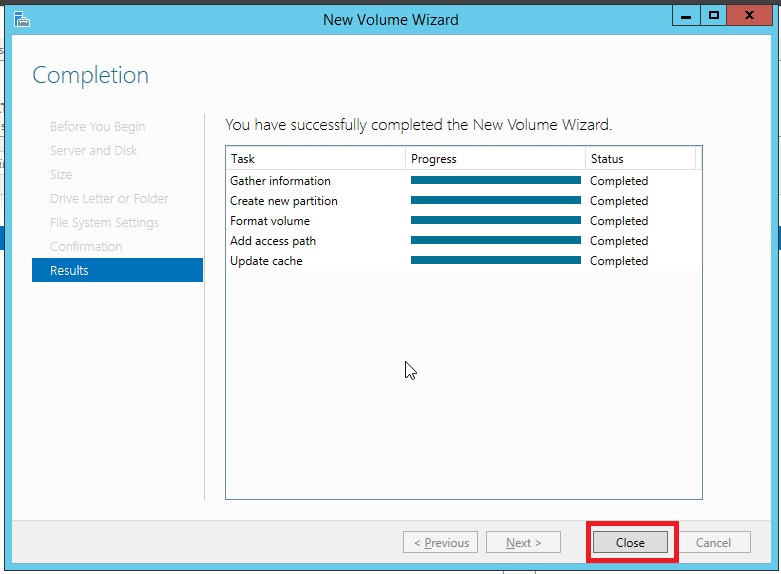 New Volume Wizard
Completion
Before You Begin
Server and Disk
Size
Drive Letter or Folder
File System Settings
Confirmation
Results
You have successfully completed the New Volume Wizard.
Task Progress Status
Gather information Completed
Create new partition Completed
Format volume Completed
Add access path Completed
Update cache Completed
< Previous Next > Close Cancel